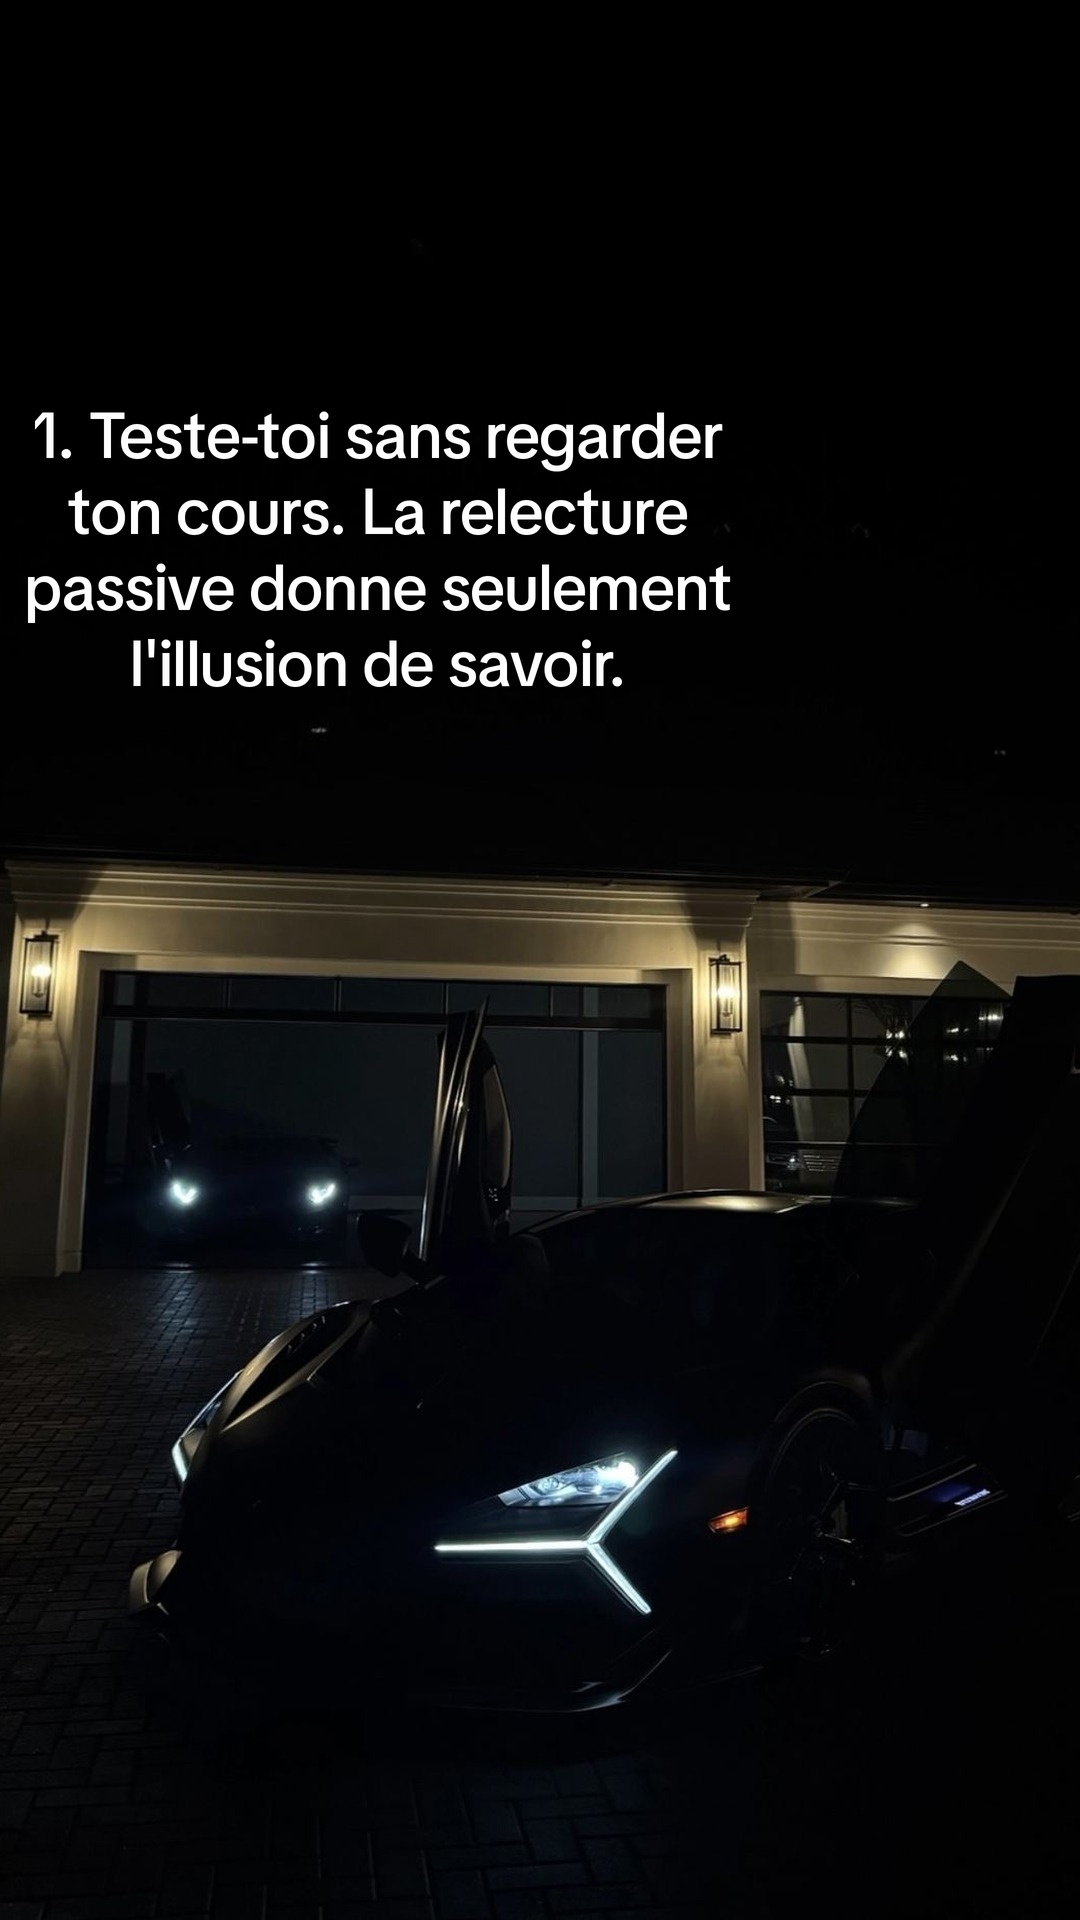 1. Teste-toi sans regarder
ton cours. La relecture
passive donne seulement
l'illusion de savoir.